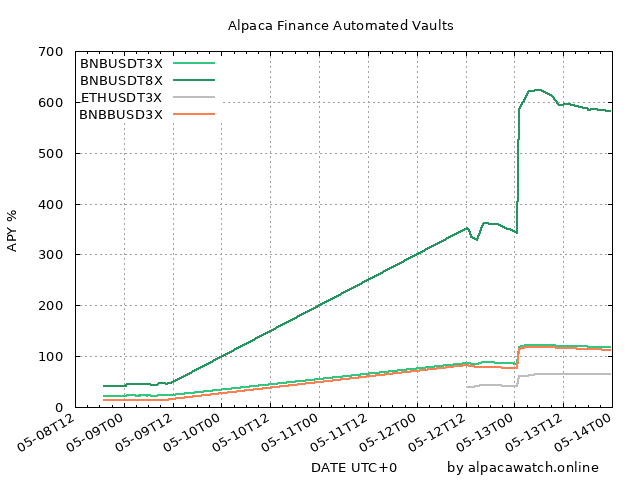 Alpaca Finance Automated Vaults
700
600
500
400
300
200
100
0
APY %
BNBUSDT3X
BNBUSDT8X
ETHUSDT3X
BNBBUSD3X
05-08T12
05-09T00
05-09T12
05-10T00
05-10T12
05-11T00
05-11T12
05-12T00
05-12T12
05-13T00
05-13T12
05-14T00
DATE UTC+0
by alpacawatch.online